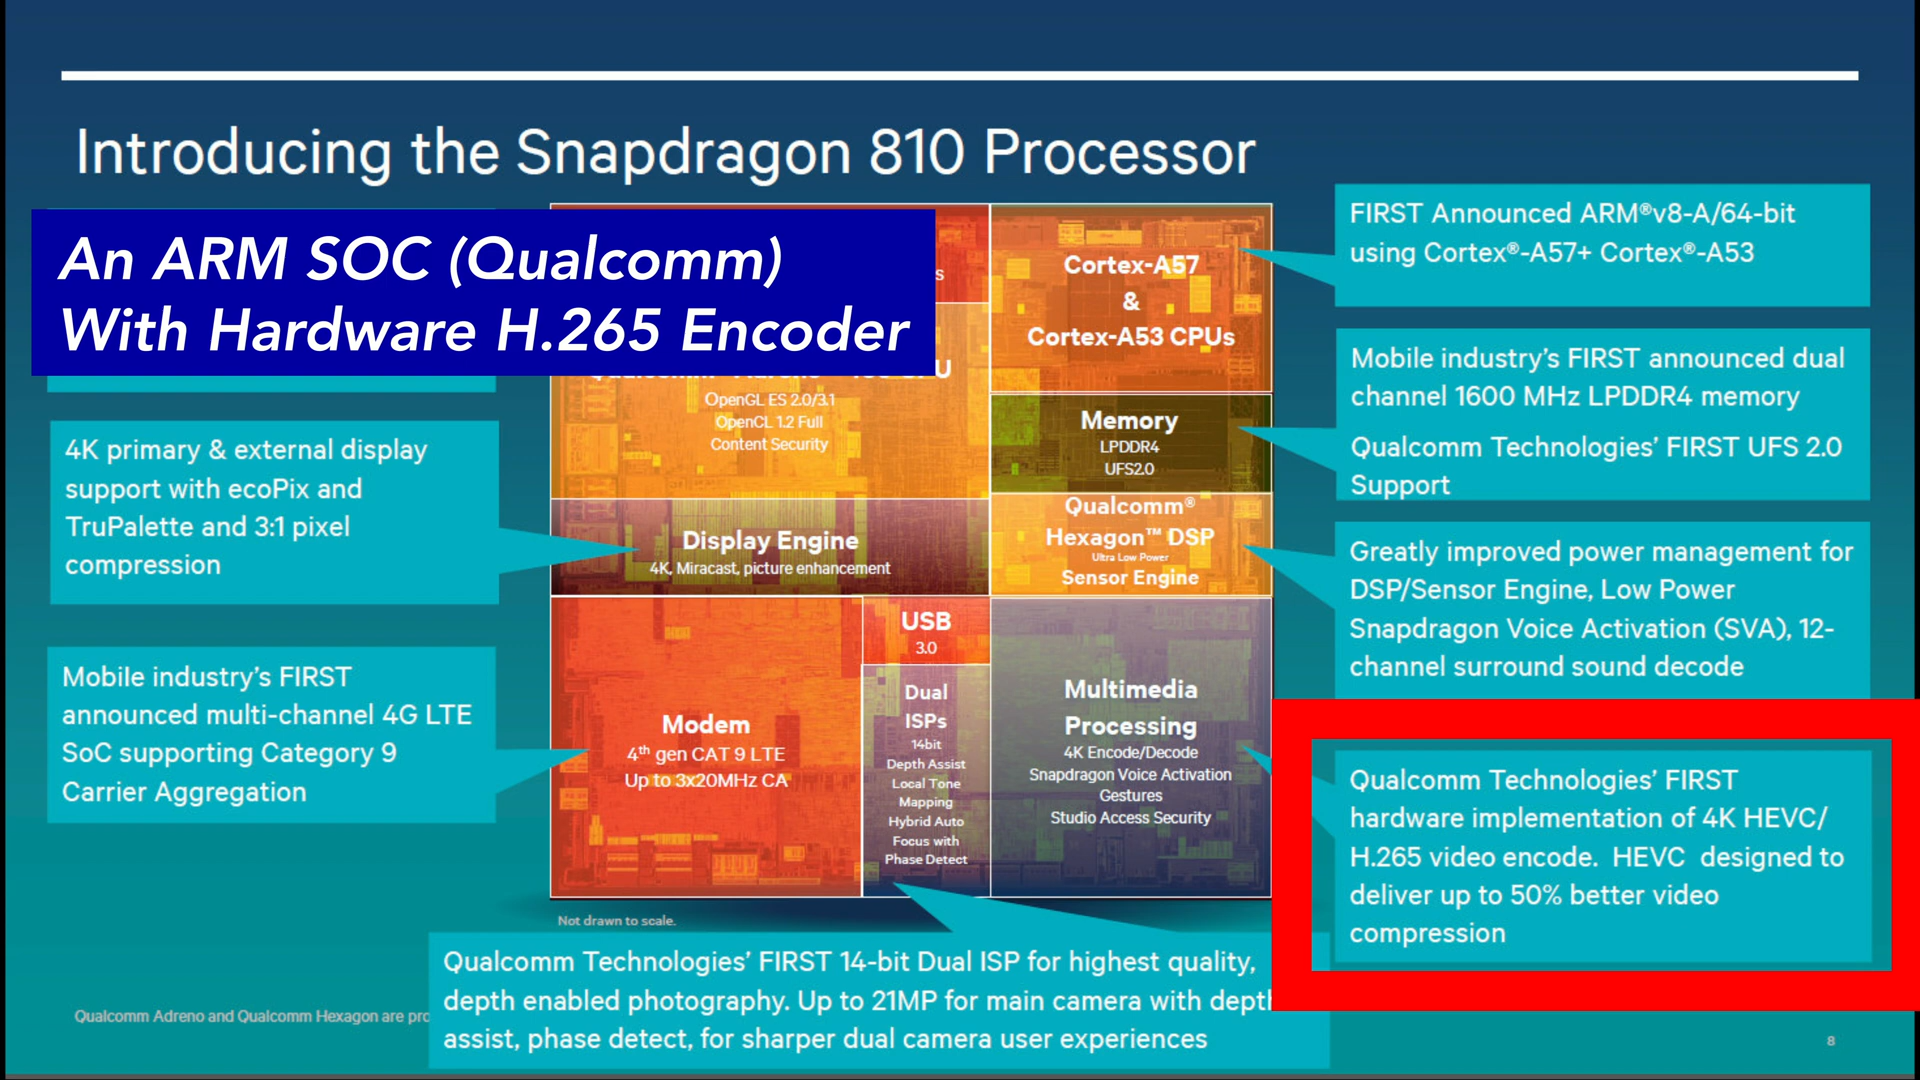 Introducing the Snapdragon 810 Processor
An ARM SOC (Qualcomm)
With Hardware H.265 Encoder
4K primary & external display
support with ecoPix and
TruPalette and 3:1 pixel
compression
Mobile industry's FIRST
announced multi-channel 4G LTE
SoC supporting Category 9
Carrier Aggregation
OpenGL ES 2.0/3.1
OpenCL 1.2 Full
Content Security
Display Engine
4K, Miracast, picture enhancement
Modem
4th gen CAT 9 LTE
Up to 3x20MHz CA
USB
3.0
Dual
ISPs
14bit
Depth Assist
Local Tone
Mapping
Hybrid Auto
Focus with
Phase Detect
Cortex-A57
&
Cortex-A53 CPUs
Memory
LPDDR4
UFS2.0
Qualcomm®
Hexagon™ DSP
Ultra Low Power
Sensor Engine
Multimedia
Processing
4K Encode/Decode
Snapdragon Voice Activation
Gestures
Studio Access Security
FIRST Announced ARM®v8-A/64-bit
using Cortex®-A57+ Cortex®-A53
Mobile industry's FIRST announced dual
channel 1600 MHz LPDDR4 memory
Qualcomm Technologies' FIRST UFS 2.0
Support
Greatly improved power management for
DSP/Sensor Engine, Low Power
Snapdragon Voice Activation (SVA), 12-
channel surround sound decode
Qualcomm Technologies' FIRST
hardware implementation of 4K HEVC/
H.265 video encode. HEVC designed to
deliver up to 50% better video
compression
Not drawn to scale.
Qualcomm Technologies' FIRST 14-bit Dual ISP for highest quality,
depth enabled photography. Up to 21MP for main camera with depth
assist, phase detect, for sharper dual camera user experiences
Qualcomm Adreno and Qualcomm Hexagon are
8